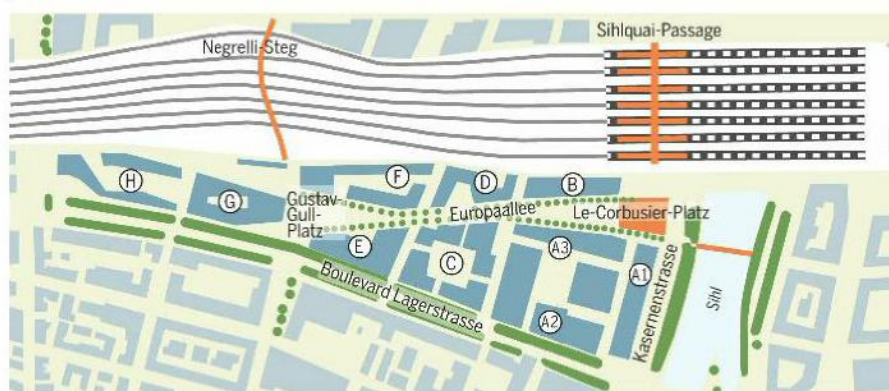 Negrelli-Steg
Sihlquai-Passage
H
G
F
D
B
Gustav-
Gull-
Platz
Europaallee
Le-Corbusier-Platz
E
C
A3
A1
A2
Boulevard Lagerstrasse
Kasernenstrasse
Sihl